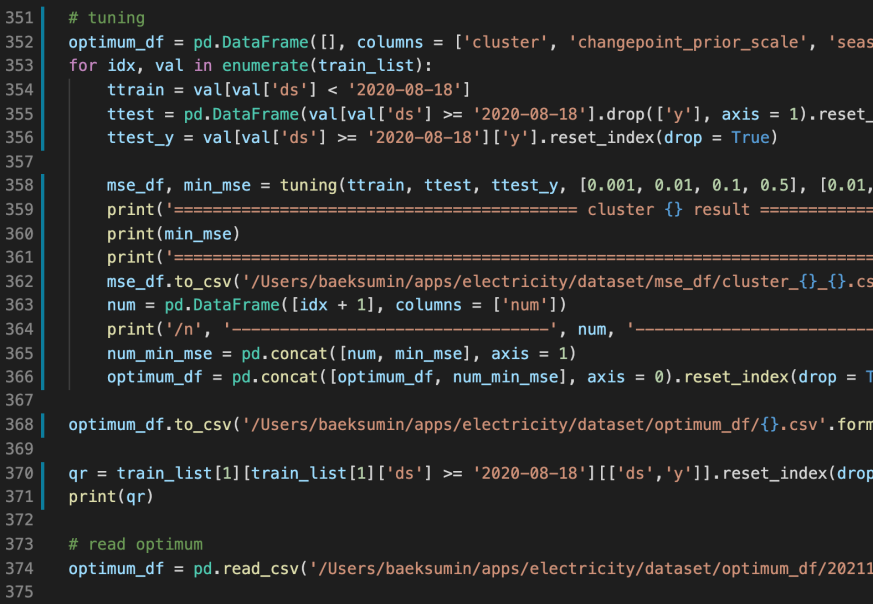 351 # tuning
352 optimum_df = pd.DataFrame([], columns = ['cluster', 'changepoint_prior_scale', 'seas
353 for idx, val in enumerate(train_list):
354 ttrain = val[val['ds'] < '2020-08-18']
355 ttest = pd.DataFrame(val[val['ds'] >= '2020-08-18'].drop(['y'], axis = 1).reset_
356 ttest_y = val[val['ds'] >= '2020-08-18']['y'].reset_index(drop = True)
357
358 mse_df, min_mse = tuning(ttrain, ttest, ttest_y, [0.001, 0.01, 0.1, 0.5], [0.01,
359 print('========================================== cluster {} result ============
360 print(min_mse)
361 print('=========================================================================
362 mse_df.to_csv('/Users/baeksumin/apps/electricity/dataset/mse_df/cluster_{}_{}.cs
363 num = pd.DataFrame([idx + 1], columns = ['num'])
364 print('/n', '---------------------------------', num, '-------------------------
365 num_min_mse = pd.concat([num, min_mse], axis = 1)
366 optimum_df = pd.concat([optimum_df, num_min_mse], axis = 0).reset_index(drop = T
367
368 optimum_df.to_csv('/Users/baeksumin/apps/electricity/dataset/optimum_df/{}.csv'.form
369
370 qr = train_list[1][train_list[1]['ds'] >= '2020-08-18'][['ds','y']].reset_index(drop
371 print(qr)
372
373 # read optimum
374 optimum_df = pd.read_csv('/Users/baeksumin/apps/electricity/dataset/optimum_df/20211
375